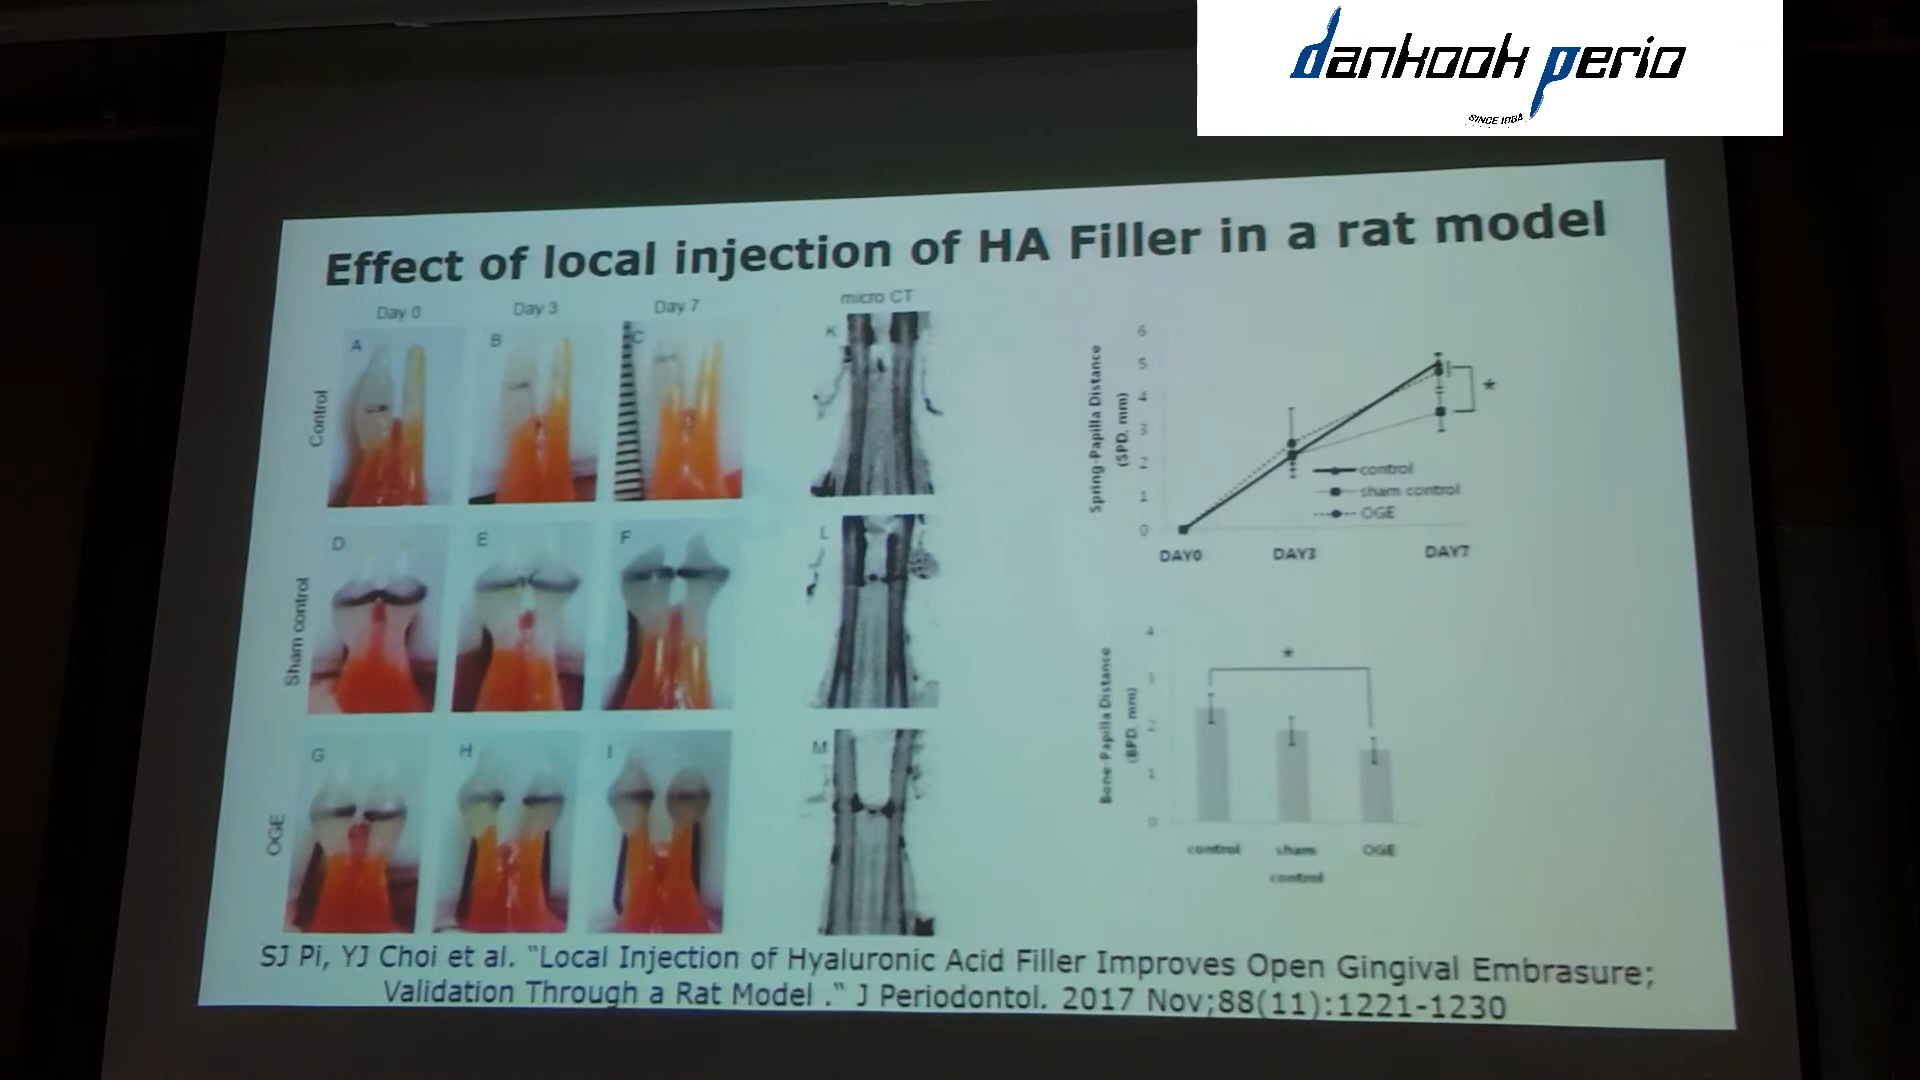 dankook perio
SINCE 1984
Effect of local injection of HA Filler in a rat model
Day 0
Day 3
Day 7
micro CT
Control
A
B
C
K
Sham control
D
E
F
L
OGE
G
H
I
M
Spring-Papilla Distance
(SPD, mm)
6
5
4
3
2
1
0
*
control
sham control
OGE
DAY0
DAY3
DAY7
Bone-Papilla Distance
(BPD, mm)
4
3
2
1
0
*
control
sham
control
OGE
SJ Pi, YJ Choi et al. "Local Injection of Hyaluronic Acid Filler Improves Open Gingival Embrasure;
Validation Through a Rat Model ." J Periodontol. 2017 Nov;88(11):1221-1230